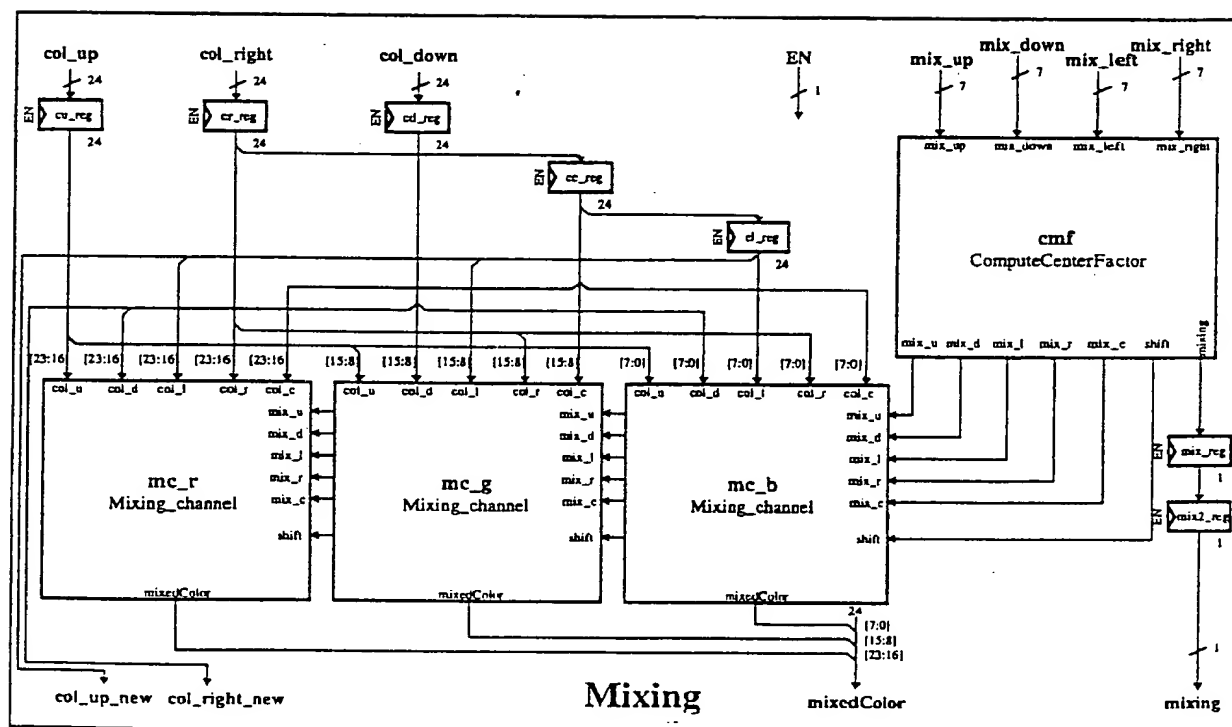 col_up col_right col_down EN mix_up mix_down mix_left mix_right
24 24 24 1 7 7 7 7
EN cu_reg EN cr_reg EN cd_reg
24 24 24
mix_up mix_down mix_left mix_right
EN cc_reg
24
EN cl_reg
24
cmf
ComputeCenterFactor
mix_u mix_d mix_l mix_r mix_c shift mixing
[23:16] [23:16] [23:16] [23:16] [23:16] [15:8] [15:8] [15:8] [15:8] [15:8] [7:0] [7:0] [7:0] [7:0] [7:0]
col_u col_d col_l col_r col_c col_u col_d col_l col_r col_c col_u col_d col_l col_r col_c
mix_u mix_u mix_u
mix_d mix_d mix_d
mix_l mix_l mix_l
mix_r mix_r mix_r
mix_c mix_c mix_c
shift shift shift
mc_r mc_g mc_b
Mixing_channel Mixing_channel Mixing_channel
EN mix_reg
1
EN mix2_reg
1
mixedColor mixedColor mixedColor
24
[7:0]
[15:8]
[23:16]
1
col_up_new col_right_new Mixing mixedColor mixing